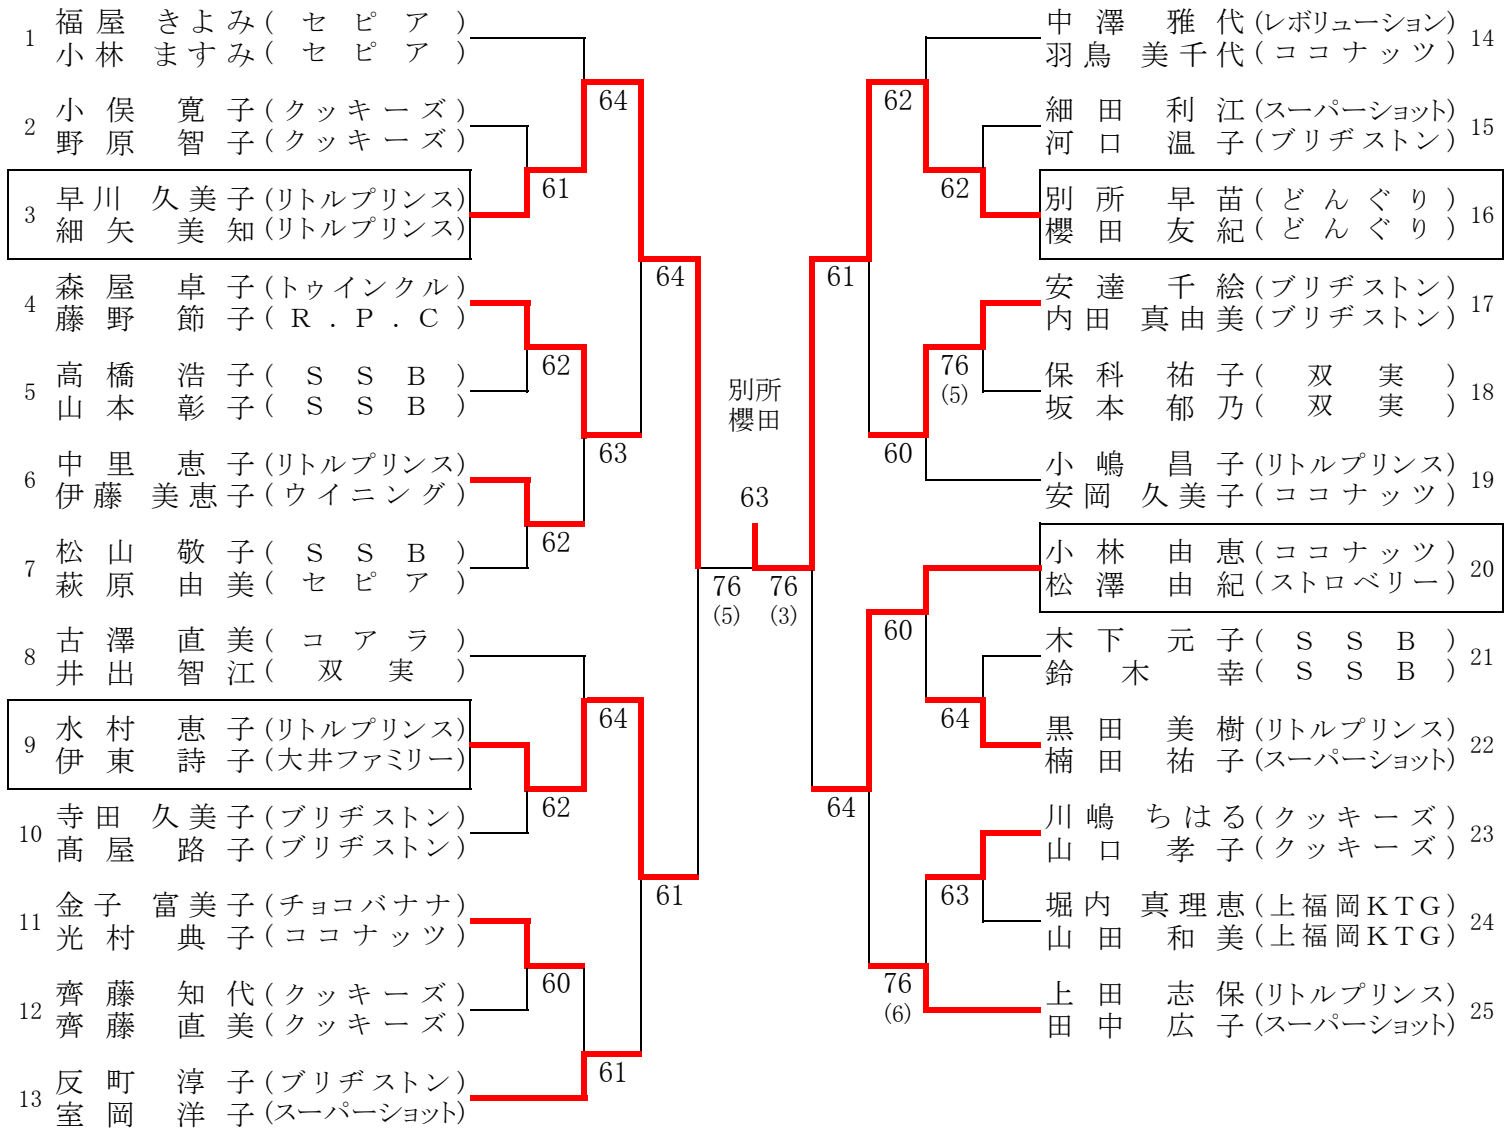 1 福屋 きよみ(セピア)
小林 ますみ(セピア)
2 小俣 寛子(クッキーズ)
野原 智子(クッキーズ)
3 早川 久美子(リトルプリンス)
細矢 美知(リトルプリンス)
4 森屋 卓子(トゥインクル)
藤野 節子(R.P.C)
5 高橋 浩子(SSB)
山本 彰子(SSB)
6 中里 恵子(リトルプリンス)
伊藤 美恵子(ウイニング)
7 松山 敬子(SSB)
萩原 由美(セピア)
8 古澤 直美(コアラ)
井出 智江(双実)
9 水村 恵子(リトルプリンス)
伊東 詩子(大井ファミリー)
10 寺田 久美子(ブリヂストン)
髙屋 路子(ブリヂストン)
11 金子 富美子(チョコバナナ)
光村 典子(ココナッツ)
12 齊藤 知代(クッキーズ)
齊藤 直美(クッキーズ)
13 反町 淳子(ブリヂストン)
室岡 洋子(スーパーショット)
61
62
62
62
60
64
63
64
61
64
61
76
(5)
別所
櫻田
63
76
(3)
61
64
62
60
60
76
(6)
62
76
(5)
64
63
中澤 雅代(レボリューション) 14
羽鳥 美千代(ココナッツ)
細田 利江(スーパーショット) 15
河口 温子(ブリヂストン)
別所 早苗(どんぐり) 16
櫻田 友紀(どんぐり)
安達 千絵(ブリヂストン) 17
内田 真由美(ブリヂストン)
保科 祐子(双実) 18
坂本 郁乃(双実)
小嶋 昌子(リトルプリンス) 19
安岡 久美子(ココナッツ)
小林 由恵(ココナッツ) 20
松澤 由紀(ストロベリー)
木下 元子(SSB) 21
鈴木 幸(SSB)
黒田 美樹(リトルプリンス) 22
楠田 祐子(スーパーショット)
川嶋 ちはる(クッキーズ) 23
山口 孝子(クッキーズ)
堀内 真理恵(上福岡KTG) 24
山田 和美(上福岡KTG)
上田 志保(リトルプリンス) 25
田中 広子(スーパーショット)